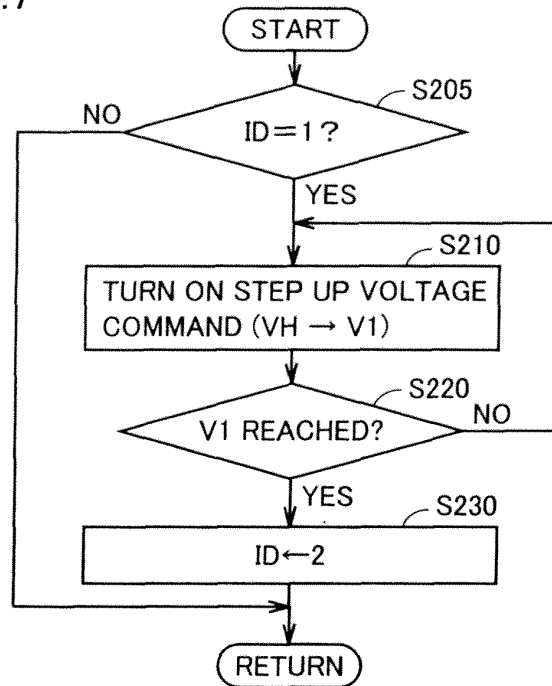 START
S205
NO
ID=1?
YES
S210
TURN ON STEP UP VOLTAGE
COMMAND (VH → V1)
S220
V1 REACHED?
NO
YES
S230
ID←2
RETURN